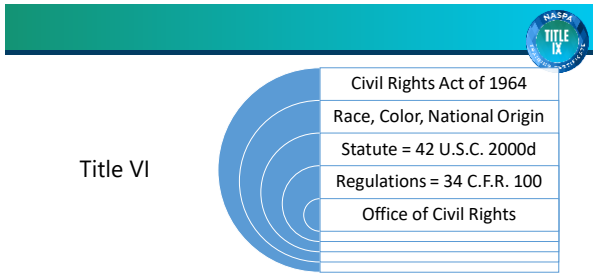 NASPA
TITLE
IX
Title VI
Civil Rights Act of 1964
Race, Color, National Origin
Statute = 42 U.S.C. 2000d
Regulations = 34 C.F.R. 100
Office of Civil Rights